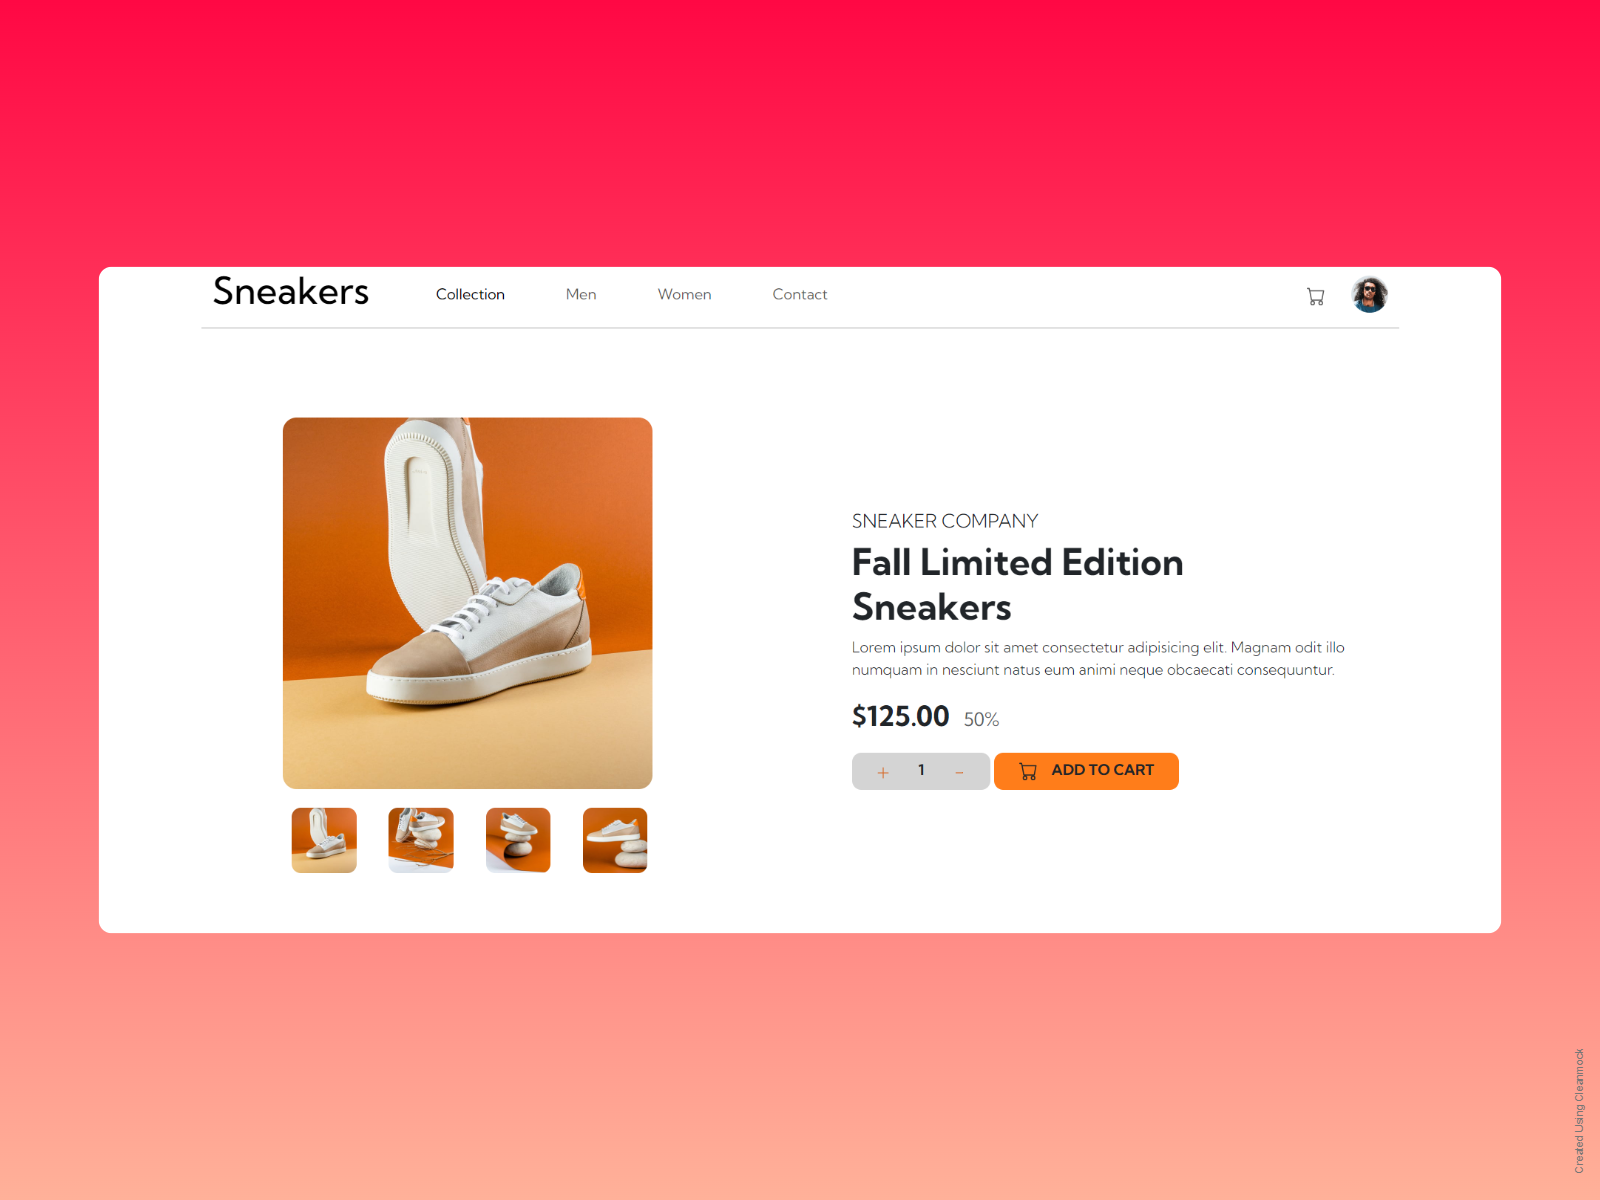 Sneakers
Collection
Men
Women
Contact
SNEAKER COMPANY
Fall Limited Edition
Sneakers
Lorem ipsum dolor sit amet consectetur adipisicing elit. Magnam odit illo
numquam in nesciunt natus eum animi neque obcaecati consequuntur.
$125.00 50%
+ 1 −
ADD TO CART
Created Using Cleanmock